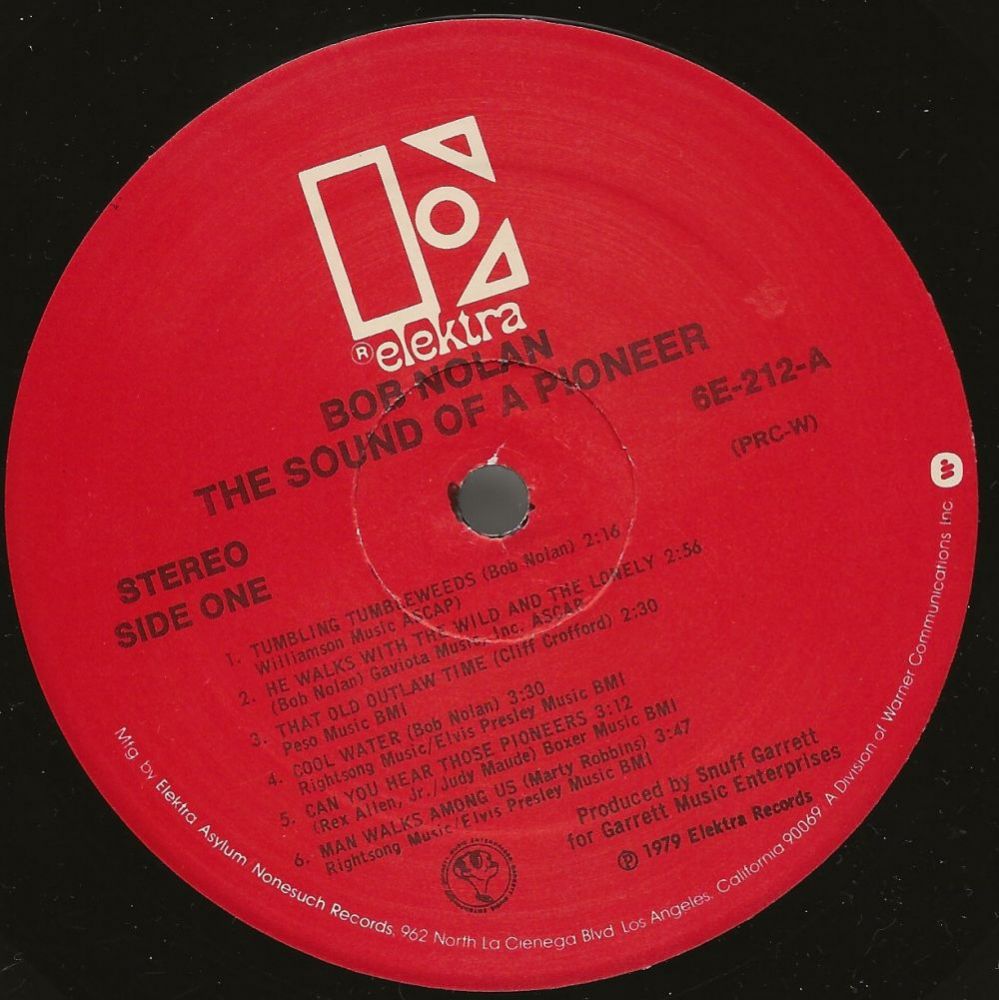 ® elektra
BOB NOLAN
THE SOUND OF A PIONEER
6E-212-A
(PRC-W)
STEREO
SIDE ONE
1. TUMBLING TUMBLEWEEDS (Bob Nolan) 2:16
Williamson Music ASCAP)
2. HE WALKS WITH THE WILD AND THE LONELY 2:56
(Bob Nolan) Gaviota Music, Inc. ASCAP
3. THAT OLD OUTLAW TIME (Cliff Crofford) 2:30
Peso Music BMI
4. COOL WATER (Bob Nolan) 3:30
Rightsong Music/Elvis Presley Music BMI
5. CAN YOU HEAR THOSE PIONEERS 3:12
(Rex Allen, Jr./Judy Maude) Boxer Music BMI
6. MAN WALKS AMONG US (Marty Robbins) 3:47
Rightsong Music/Elvis Presley Music BMI
Produced by Snuff Garrett
for Garrett Music Enterprises
℗ 1979 Elektra Records
Mfg. by Elektra Asylum Nonesuch Records, 962 North La Cienega Blvd. Los Angeles, California 90069 A Division of Warner Communications Inc.